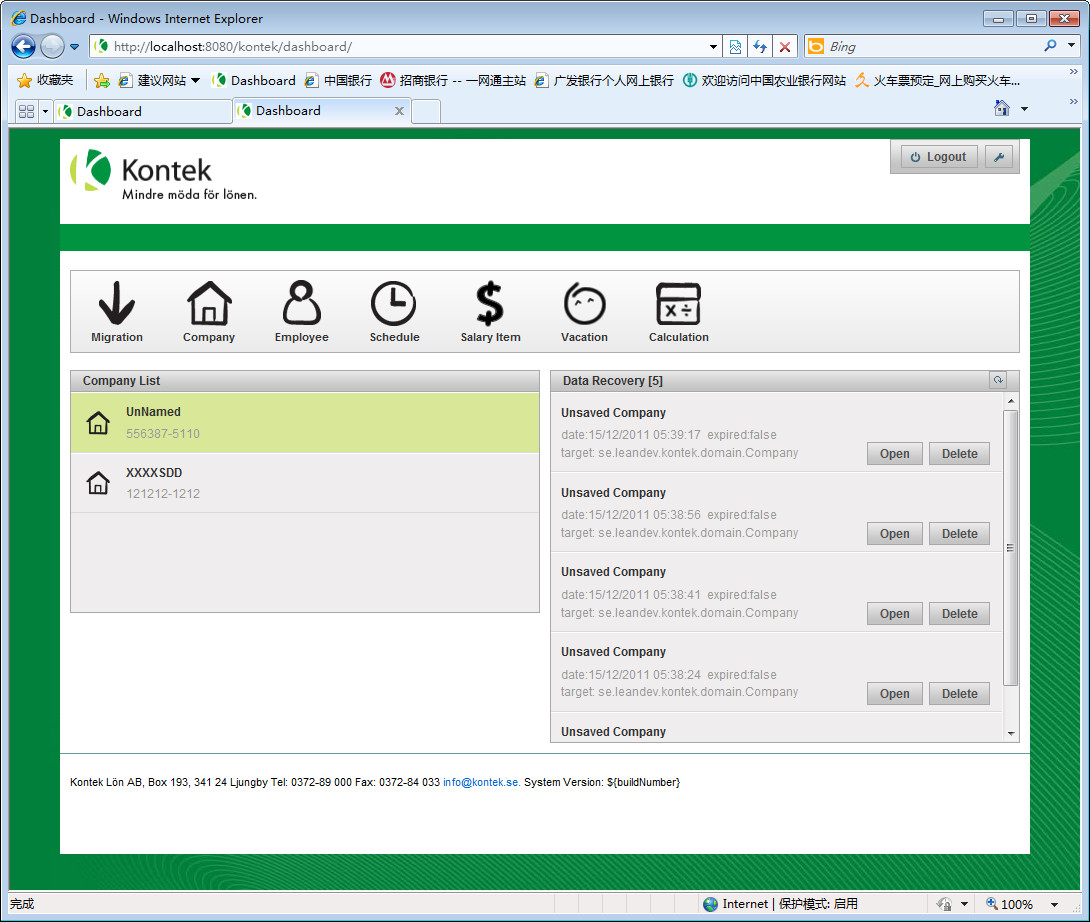 Dashboard - Windows Internet Explorer
http://localhost:8080/kontek/dashboard/
Bing
收藏夹 建议网站 Dashboard 中国银行 招商银行 -- 一网通主站 广发银行个人网上银行 欢迎访问中国农业银行网站 火车票预定_网上购买火车...
Dashboard Dashboard
Kontek
Mindre möda för lönen.
Logout
Migration Company Employee Schedule Salary Item Vacation Calculation
Company List
UnNamed
556387-5110
XXXXSDD
121212-1212
Data Recovery [5]
Unsaved Company
date:15/12/2011 05:39:17 expired:false
target: se.leandev.kontek.domain.Company
Open Delete
Unsaved Company
date:15/12/2011 05:38:56 expired:false
target: se.leandev.kontek.domain.Company
Open Delete
Unsaved Company
date:15/12/2011 05:38:41 expired:false
target: se.leandev.kontek.domain.Company
Open Delete
Unsaved Company
date:15/12/2011 05:38:24 expired:false
target: se.leandev.kontek.domain.Company
Open Delete
Unsaved Company
Kontek Lön AB, Box 193, 341 24 Ljungby Tel: 0372-89 000 Fax: 0372-84 033 info@kontek.se. System Version: ${buildNumber}
完成
Internet | 保护模式: 启用
100%